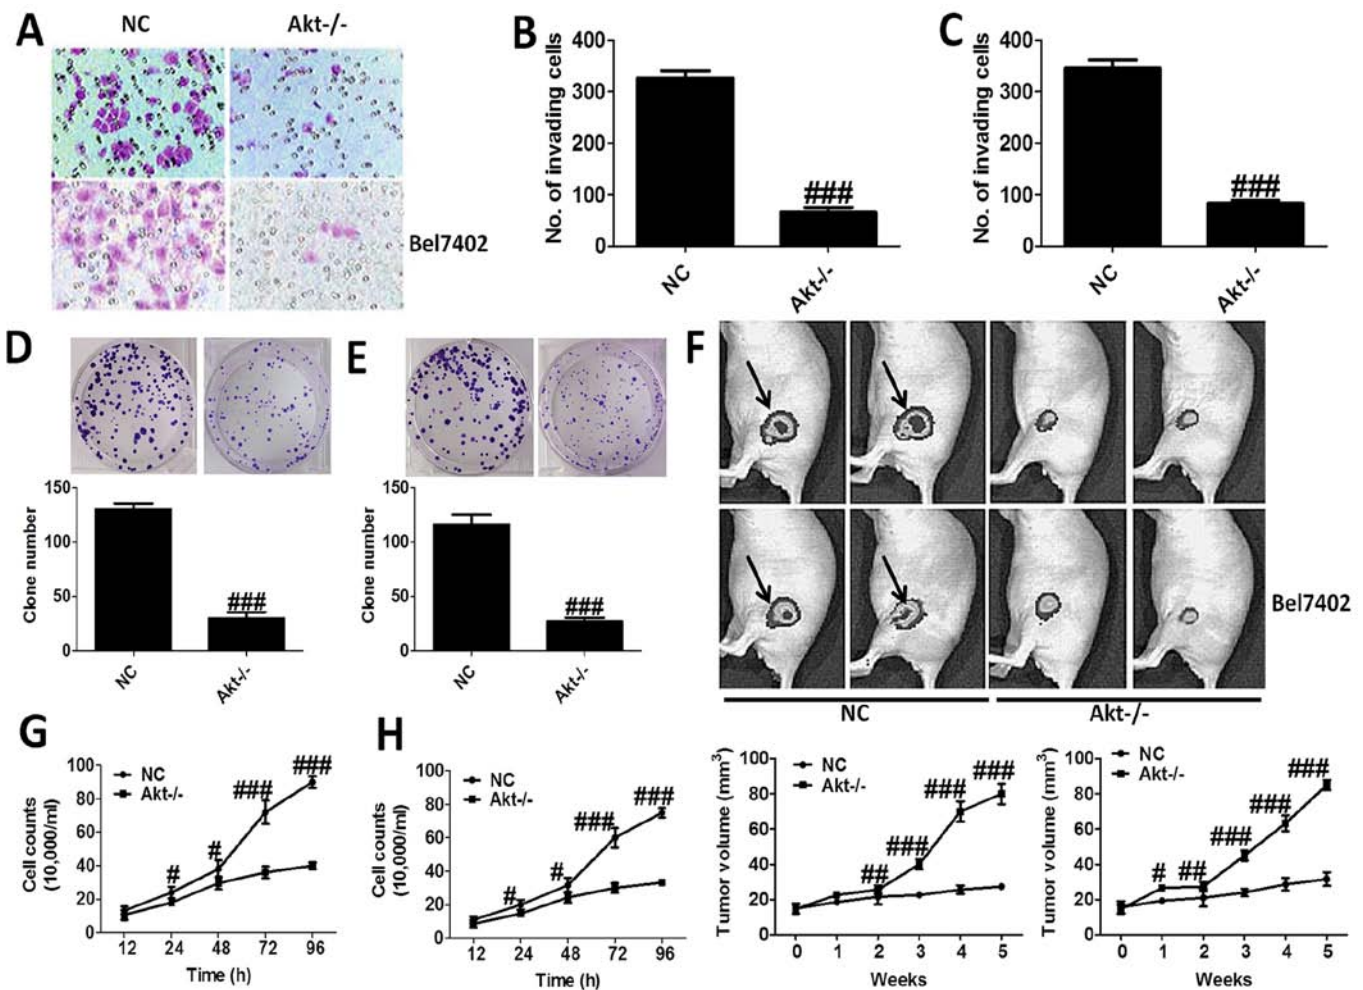 A
NC
Akt-/-
Bel7402
B
No. of invading cells
400
300
200
100
0
###
NC
Akt-/-
C
No. of invading cells
400
300
200
100
0
###
NC
Akt-/-
D
Clone number
150
100
50
0
###
NC
Akt-/-
E
Clone number
150
100
50
0
###
NC
Akt-/-
F
Bel7402
NC
Akt-/-
G
Cell counts
(10,000/ml)
100
80
60
40
20
0
NC
Akt-/-
#
#
###
###
12 24 48 72 96
Time (h)
H
Cell counts
(10,000/ml)
100
80
60
40
20
0
NC
Akt-/-
#
#
###
###
12 24 48 72 96
Time (h)
Tumor volume (mm³)
100
80
60
40
20
0
NC
Akt-/-
##
###
###
###
0 1 2 3 4 5
Weeks
Tumor volume (mm³)
100
80
60
40
20
0
NC
Akt-/-
#
##
###
###
###
0 1 2 3 4 5
Weeks